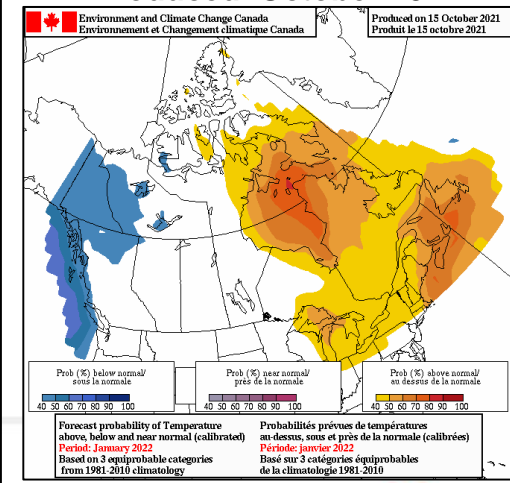 Environment and Climate Change Canada
Environnement et Changement climatique Canada
Produced on 15 October 2021
Produit le 15 octobre 2021
Prob (%) below normal/
sous la normale
40 50 60 70 80 90 100
Prob (%) near normal/
près de la normale
40 50 60 70 80 90 100
Prob (%) above normal/
au dessus de la normale
40 50 60 70 80 90 100
Forecast probability of Temperature
above, below and near normal (calibrated)
Period: January 2022
Based on 3 equiprobable categories
from 1981-2010 climatology
Probabilités prévues de températures
au-dessus, sous et près de la normale (calibrées)
Période: janvier 2022
Basé sur 3 catégories équiprobables
de la climatologie 1981-2010